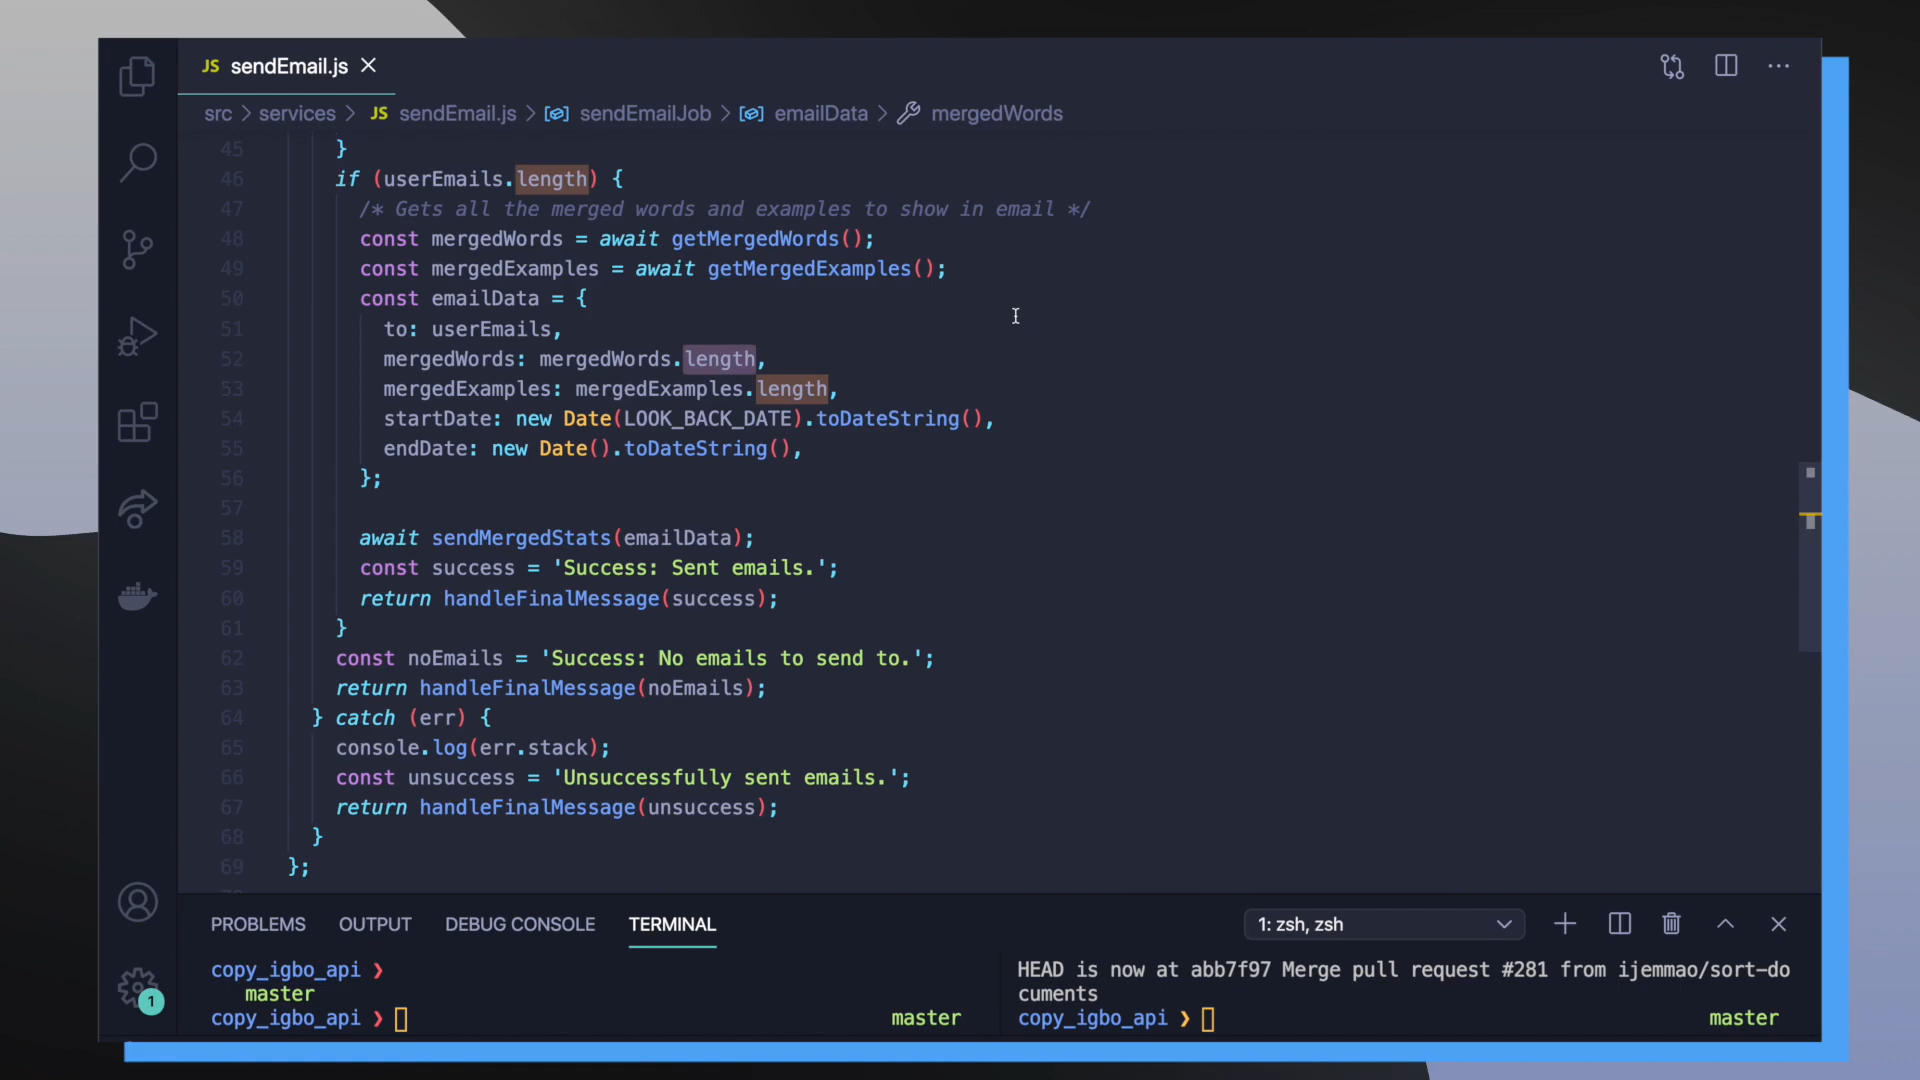 JS sendEmail.js
src > services > JS sendEmail.js > sendEmailJob > emailData > mergedWords
45 }
46 if (userEmails.length) {
47 /* Gets all the merged words and examples to show in email */
48 const mergedWords = await getMergedWords();
49 const mergedExamples = await getMergedExamples();
50 const emailData = {
51 to: userEmails,
52 mergedWords: mergedWords.length,
53 mergedExamples: mergedExamples.length,
54 startDate: new Date(LOOK_BACK_DATE).toDateString(),
55 endDate: new Date().toDateString(),
56 };
57
58 await sendMergedStats(emailData);
59 const success = 'Success: Sent emails.';
60 return handleFinalMessage(success);
61 }
62 const noEmails = 'Success: No emails to send to.';
63 return handleFinalMessage(noEmails);
64 } catch (err) {
65 console.log(err.stack);
66 const unsuccess = 'Unsuccessfully sent emails.';
67 return handleFinalMessage(unsuccess);
68 }
69 };
PROBLEMS OUTPUT DEBUG CONSOLE TERMINAL 1: zsh, zsh
copy_igbo_api ❯
master
copy_igbo_api ❯ master
HEAD is now at abb7f97 Merge pull request #281 from ijemmao/sort-do
cuments
copy_igbo_api ❯ master
1